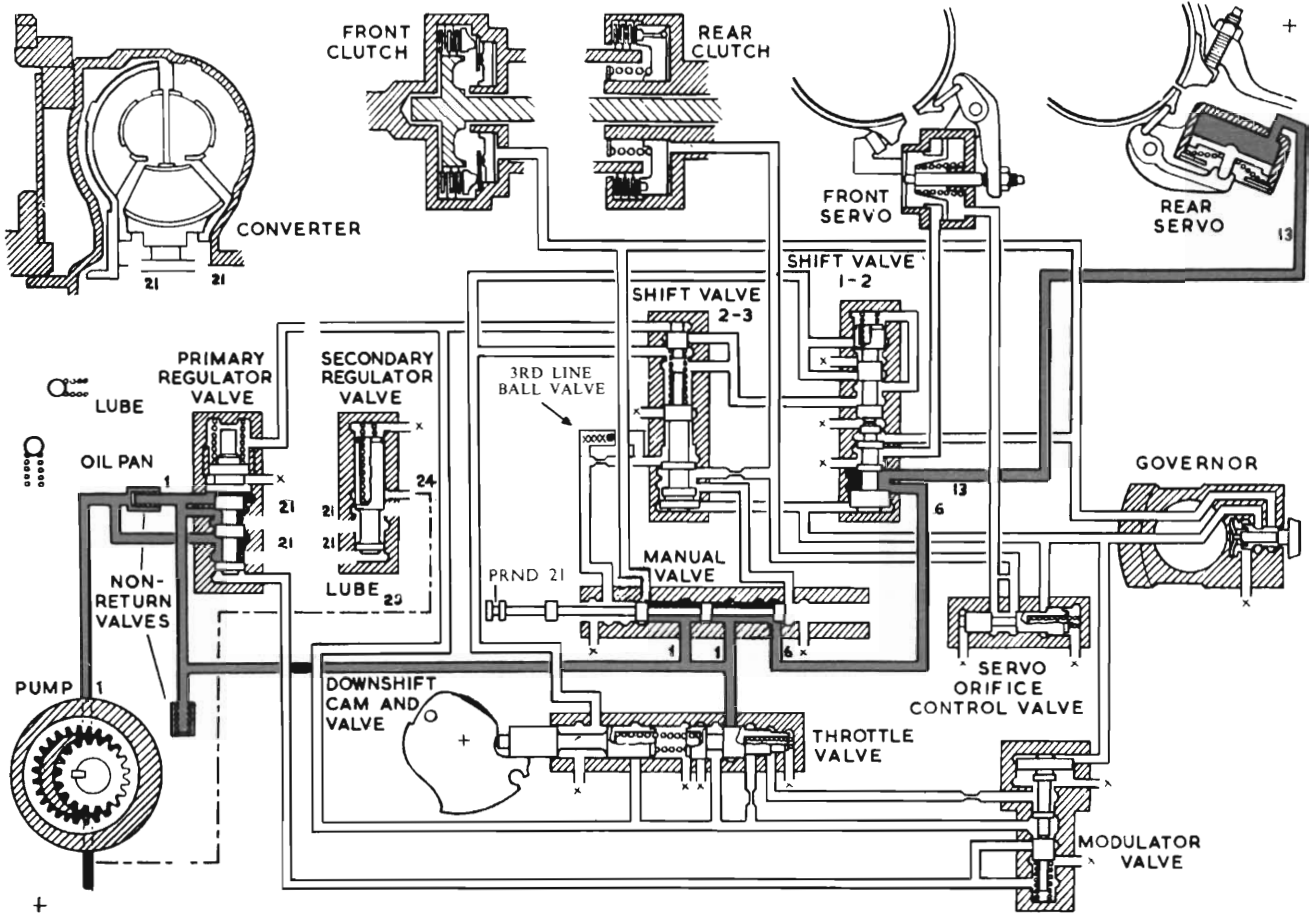 FRONT
CLUTCH
REAR
CLUTCH
FRONT
SERVO
REAR
SERVO
13
CONVERTER
21
21
SHIFT VALVE
1-2
SHIFT VALVE
2-3
PRIMARY
REGULATOR
VALVE
SECONDARY
REGULATOR
VALVE
3RD LINE
BALL VALVE
LUBE
OIL PAN
1
x
x
x
x
x
x
x
21
21
21
21
24
LUBE
23
13
6
GOVERNOR
x
NON-
RETURN
VALVES
MANUAL
VALVE
PRND 21
x
x
1
1
6
SERVO
ORIFICE
CONTROL VALVE
x
x
PUMP
1
DOWNSHIFT
CAM AND
VALVE
THROTTLE
VALVE
x
x
x
x
MODULATOR
VALVE
x
x